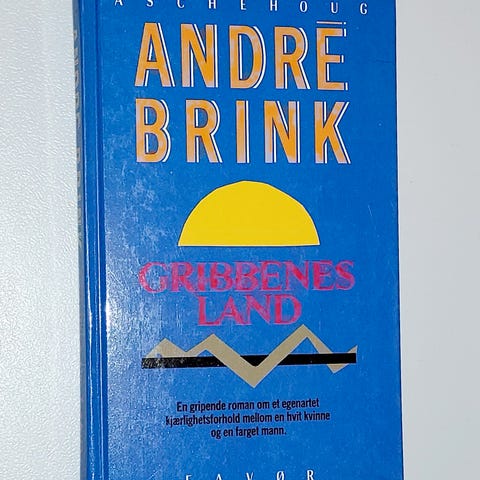 ASCHEHOUG
ANDRÉ
BRINK
GRIBBENES
LAND
En gripende roman om et egenartet
kjærlighetsforhold mellom en hvit kvinne
og en farget mann.
FAVØR